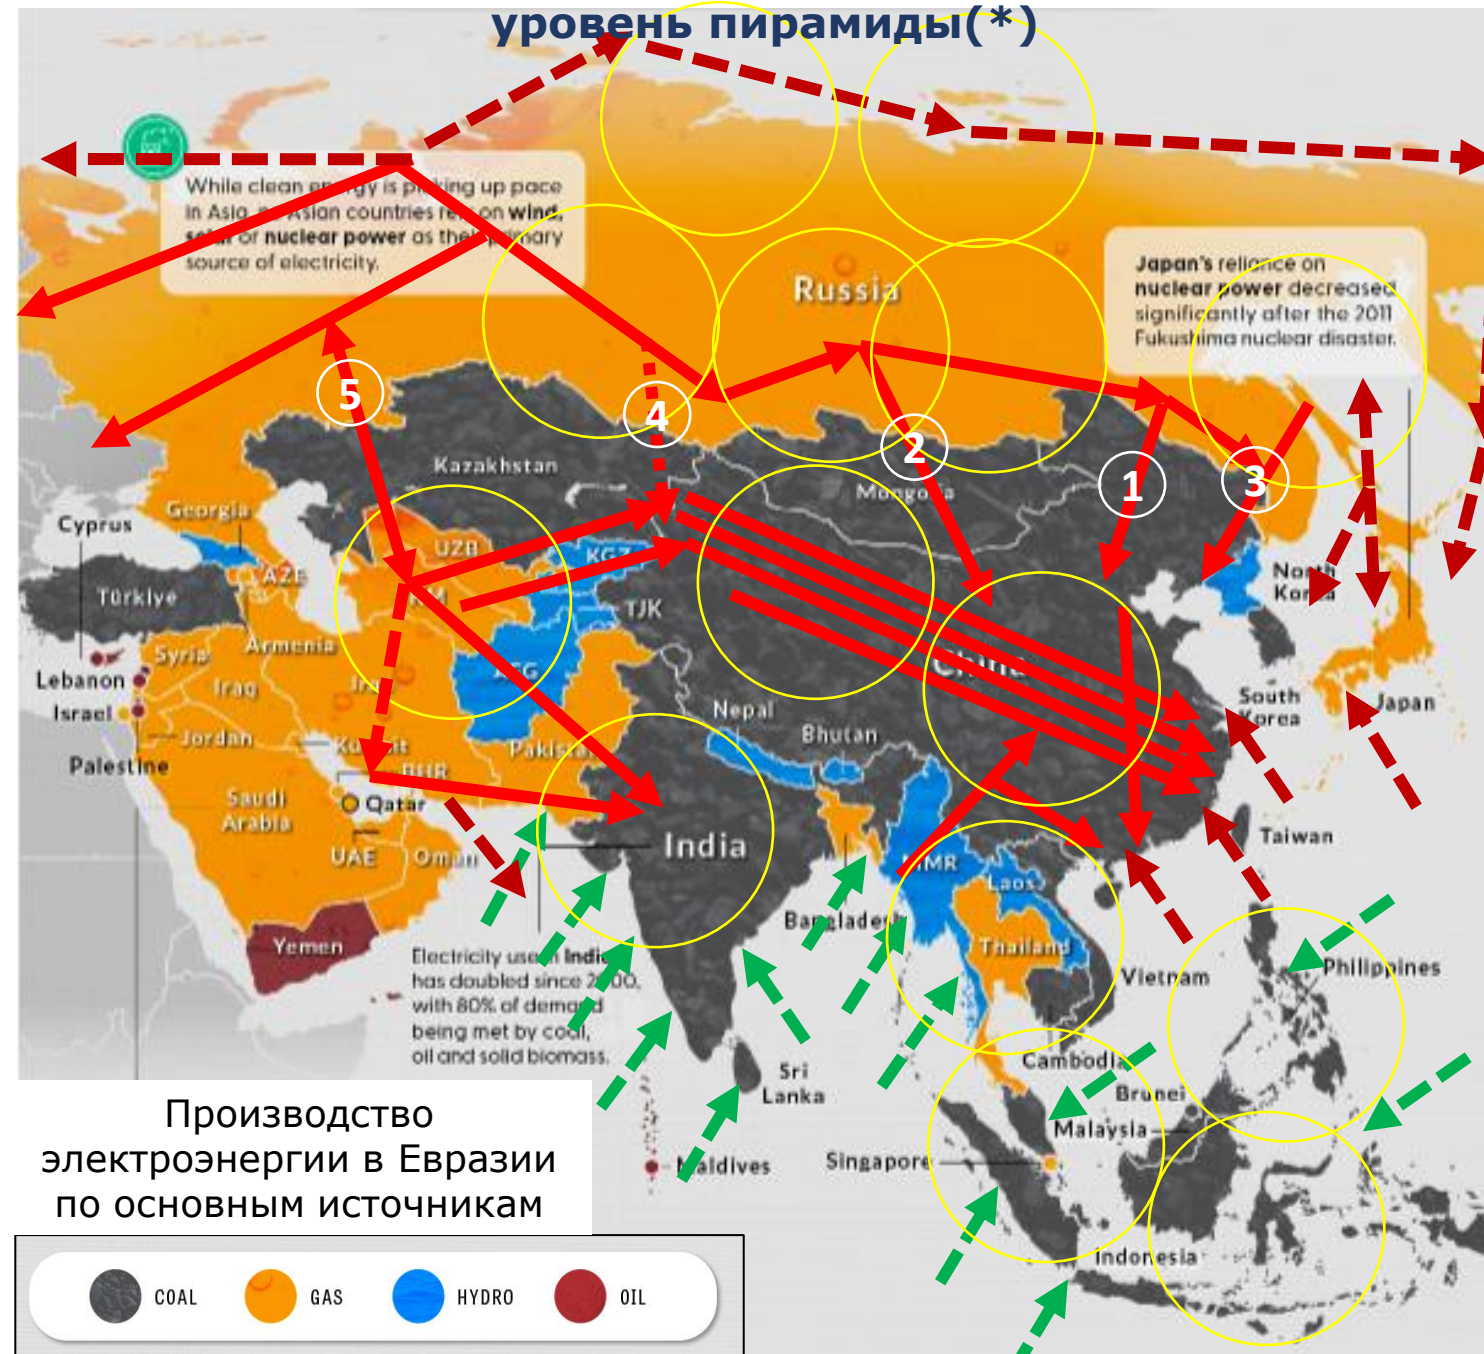 уровень пирамиды(*)
While clean energy is picking up pace
in Asia, no Asian countries rely on wind,
solar or nuclear power as their primary
source of electricity.
Russia
Japan's reliance on
nuclear power decreased
significantly after the 2011
Fukushima nuclear disaster.
5
4
2
1
3
Kazakhstan
Mongolia
Georgia
Cyprus
UZB
KGZ
AZE
Türkiye
TJK
North
Korea
Armenia
Syria
Lebanon
Iraq
Iran
AFG
China
South
Korea
Japan
Israel
Jordan
Kuwait
Nepal
Bhutan
Pakistan
Palestine
BHR
Qatar
Saudi
Arabia
UAE
Oman
India
Taiwan
MMR
Laos
Bangladesh
Yemen
Thailand
Vietnam
Philippines
Electricity use in India
has doubled since 2000,
with 80% of demand
being met by coal,
oil and solid biomass.
Cambodia
Sri
Lanka
Brunei
Malaysia
Singapore
Maldives
Indonesia
Производство
электроэнергии в Евразии
по основным источникам
COAL
GAS
HYDRO
OIL